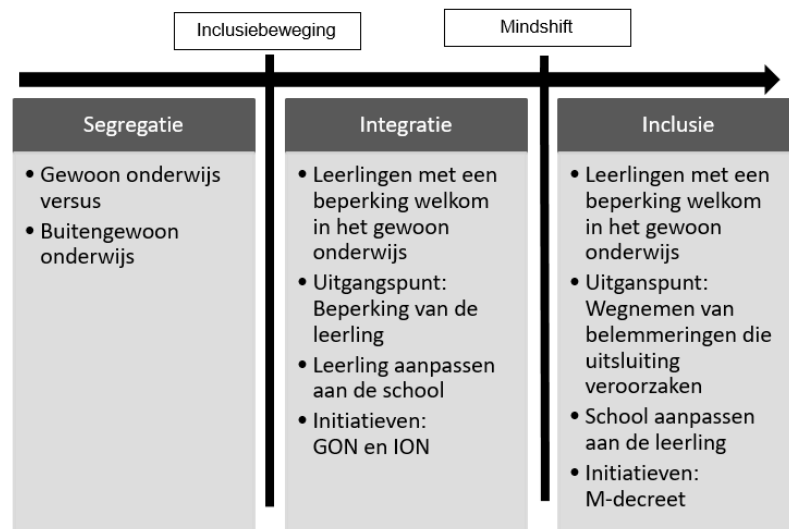 Inclusiebeweging
Mindshift
Segregatie
• Gewoon onderwijs
versus
• Buitengewoon
onderwijs
Integratie
• Leerlingen met een
beperking welkom
in het gewoon
onderwijs
• Uitgangspunt:
Beperking van de
leerling
• Leerling aanpassen
aan de school
• Initiatieven:
GON en ION
Inclusie
• Leerlingen met een
beperking welkom
in het gewoon
onderwijs
• Uitganspunt:
Wegnemen van
belemmeringen die
uitsluiting
veroorzaken
• School aanpassen
aan de leerling
• Initiatieven:
M-decreet